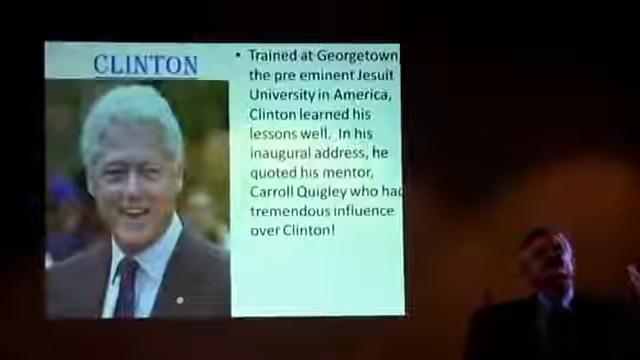 CLINTON
• Trained at Georgetown,
the pre eminent Jesuit
University in America,
Clinton learned his
lessons well. In his
inaugural address, he
quoted his mentor,
Carroll Quigley who had
tremendous influence
over Clinton!